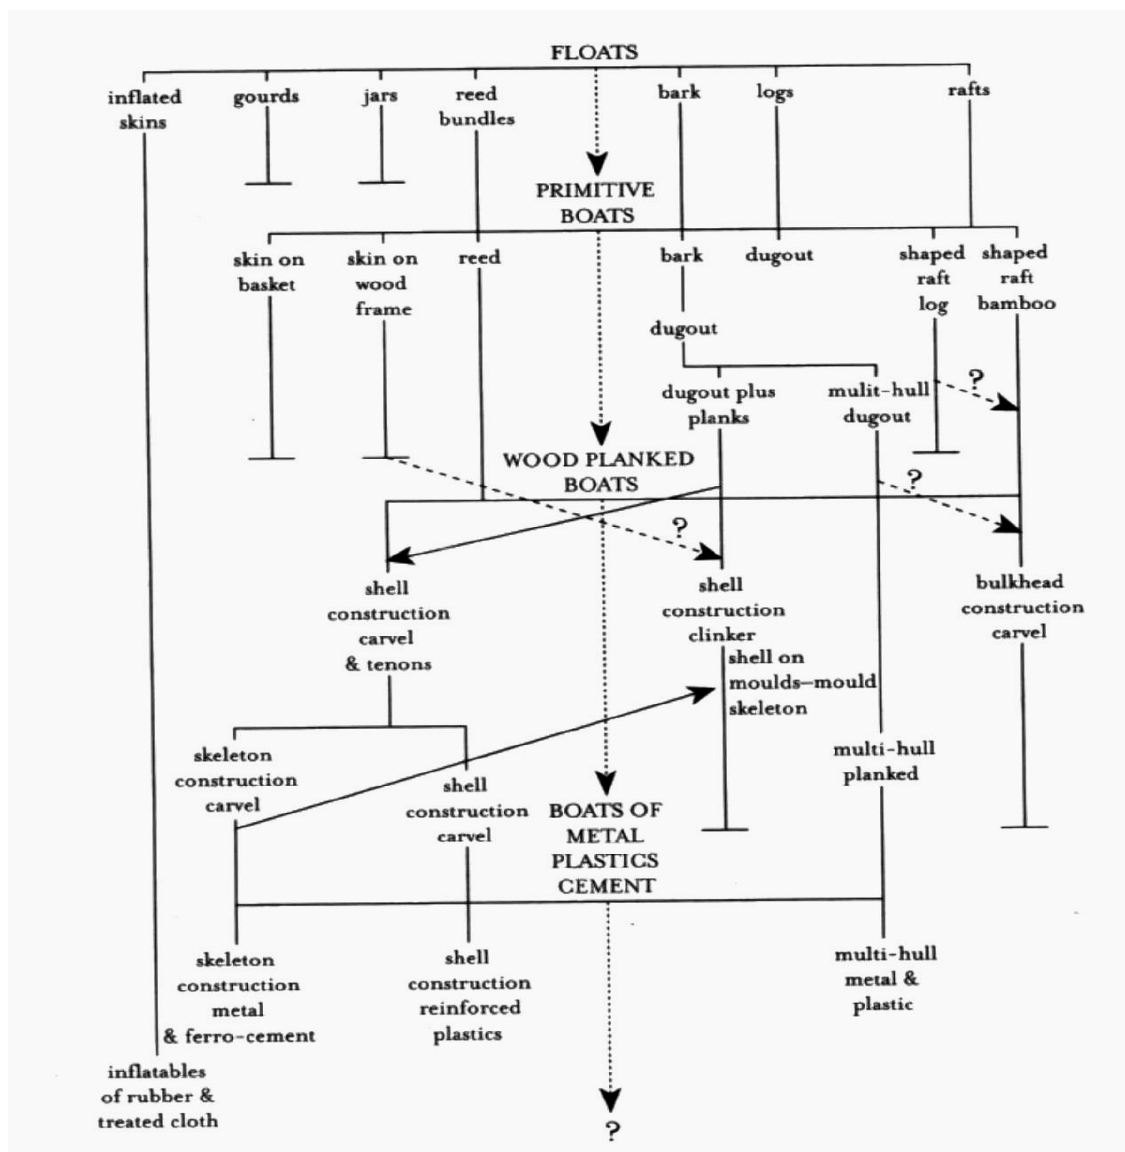 FLOATS
inflated
skins
gourds
jars
reed
bundles
bark
logs
rafts
PRIMITIVE
BOATS
skin on
basket
skin on
wood
frame
reed
bark
dugout
shaped
raft
log
shaped
raft
bamboo
dugout
dugout plus
planks
mulit-hull
dugout
?
WOOD PLANKED
BOATS
?
?
shell
construction
carvel
& tenons
shell
construction
clinker
shell on
moulds—mould
skeleton
bulkhead
construction
carvel
skeleton
construction
carvel
shell
construction
carvel
multi-hull
planked
BOATS OF
METAL
PLASTICS
CEMENT
skeleton
construction
metal
& ferro-cement
shell
construction
reinforced
plastics
multi-hull
metal &
plastic
inflatables
of rubber &
treated cloth
?